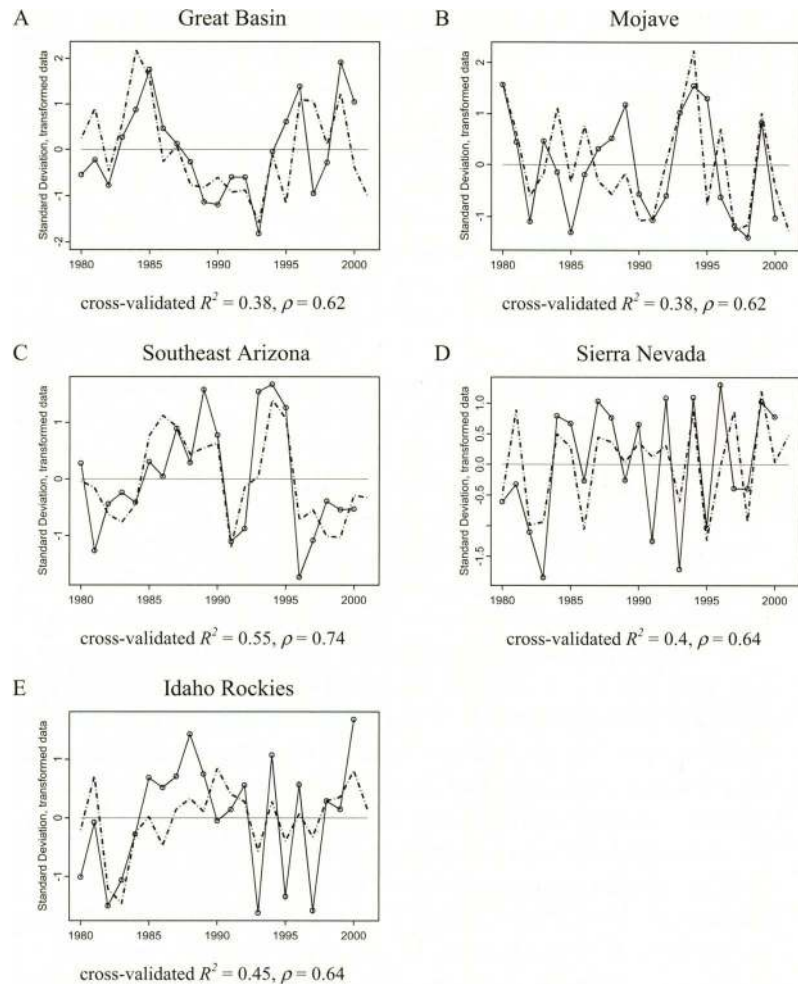 A Great Basin
Standard Deviation, transformed data
2
1
0
-1
-2
1980 1985 1990 1995 2000
cross-validated R² = 0.38, ρ = 0.62
B Mojave
Standard Deviation, transformed data
2
1
0
-1
1980 1985 1990 1995 2000
cross-validated R² = 0.38, ρ = 0.62
C Southeast Arizona
Standard Deviation, transformed data
1
0
-1
1980 1985 1990 1995 2000
cross-validated R² = 0.55, ρ = 0.74
D Sierra Nevada
Standard Deviation, transformed data
1.0
0.5
0.0
-0.5
-1.5
1980 1985 1990 1995 2000
cross-validated R² = 0.4, ρ = 0.64
E Idaho Rockies
Standard Deviation, transformed data
1
0
-1
1980 1985 1990 1995 2000
cross-validated R² = 0.45, ρ = 0.64